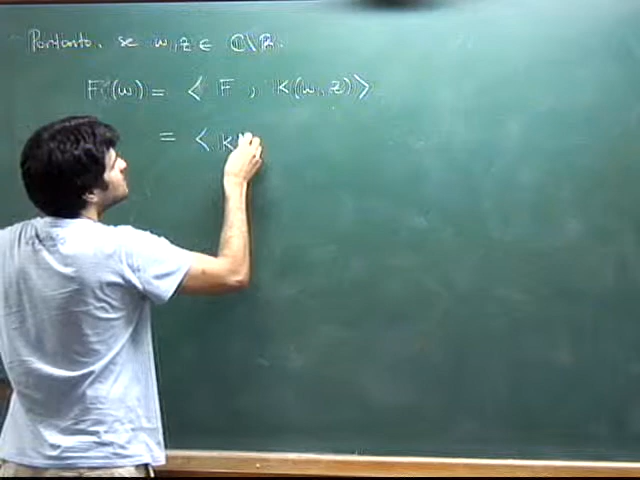 Portanto, se w, z ∈ ℂ\ℝ.
F(w) = < F , K(w, z)>
= < K